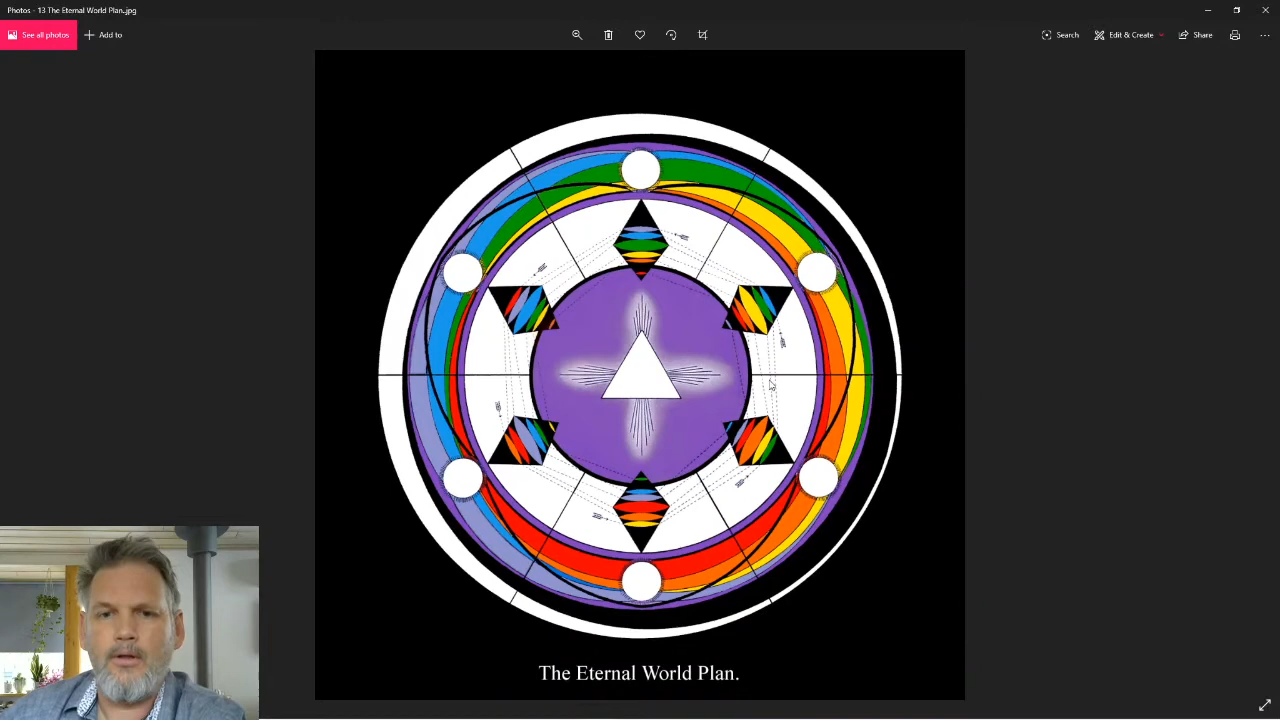 Photos - 13 The Eternal World Plan..jpg
See all photos
Add to
Search
Edit & Create
Share
The Eternal World Plan.